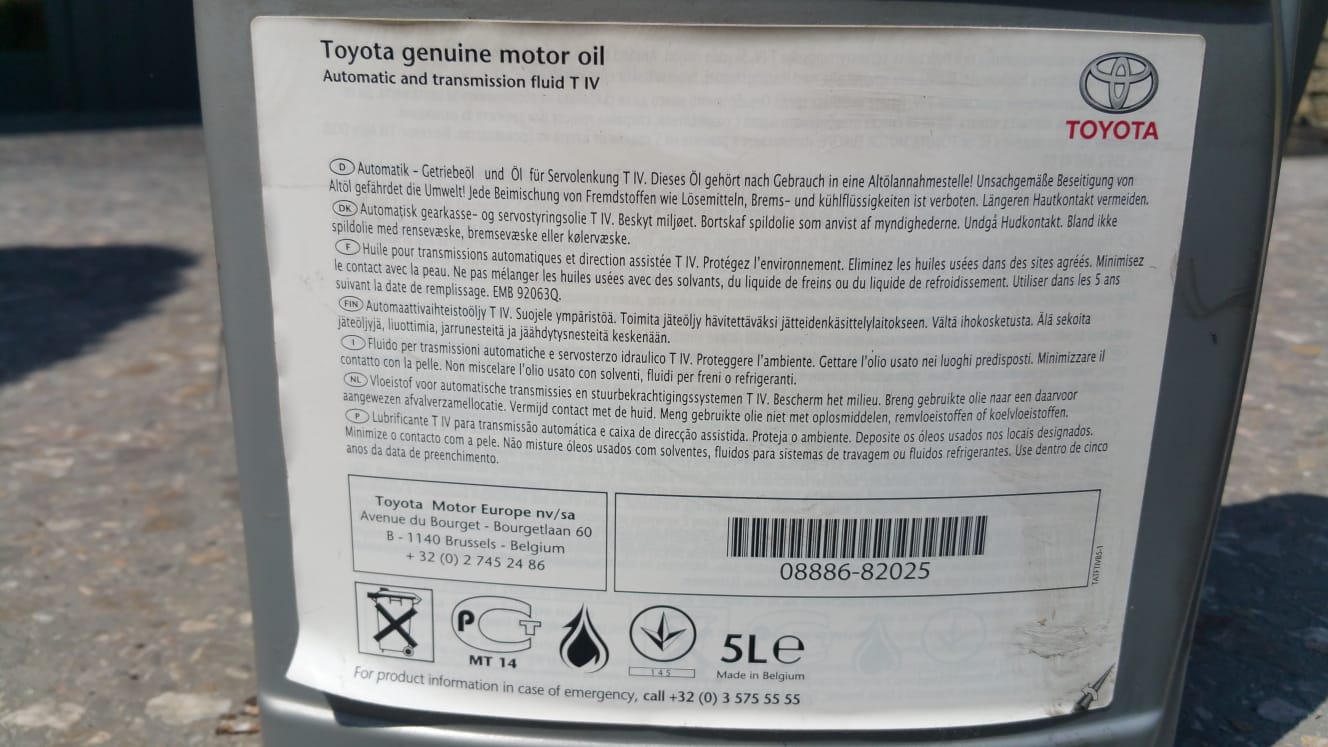 Toyota genuine motor oil
Automatic and transmission fluid T IV
TOYOTA
D Automatik - Getriebeöl und Öl für Servolenkung T IV. Dieses Öl gehört nach Gebrauch in eine Altölannahmestelle! Unsachgemäße Beseitigung von
Altöl gefährdet die Umwelt! Jede Beimischung von Fremdstoffen wie Lösemitteln, Brems- und kühlflüssigkeiten ist verboten. Längeren Hautkontakt vermeiden.
DK Automatisk gearkasse- og servostyringsolie T IV. Beskyt miljøet. Bortskaf spildolie som anvist af myndighederne. Undgå Hudkontakt. Bland ikke
spildolie med rensevæske, bremsevæske eller kølervæske.
F Huile pour transmissions automatiques et direction assistée T IV. Protégez l'environnement. Eliminez les huiles usées dans des sites agréés. Minimisez
le contact avec la peau. Ne pas mélanger les huiles usées avec des solvants, du liquide de freins ou du liquide de refroidissement. Utiliser dans les 5 ans
suivant la date de remplissage. EMB 92063Q.
FIN Automaattivaihteistoöljy T IV. Suojele ympäristöä. Toimita jäteöljy hävitettäväksi jätteidenkäsittelylaitokseen. Vältä ihokosketusta. Älä sekoita
jäteöljyjä, liuottimia, jarrunesteitä ja jäähdytysnesteitä keskenään.
I Fluido per trasmissioni automatiche e servosterzo idraulico T IV. Proteggere l'ambiente. Gettare l'olio usato nei luoghi predisposti. Minimizzare il
contatto con la pelle. Non miscelare l'olio usato con solventi, fluidi per freni o refrigeranti.
NL Vloeistof voor automatische transmissies en stuurbekrachtigingssystemen T IV. Bescherm het milieu. Breng gebruikte olie naar een daarvoor
aangewezen afvalverzamellocatie. Vermijd contact met de huid. Meng gebruikte olie niet met oplosmiddelen, remvloeistoffen of koelvloeistoffen.
P Lubrificante T IV para transmissão automática e caixa de direcção assistida. Proteja o ambiente. Deposite os óleos usados nos locais designados.
Minimize o contacto com a pele. Não misture óleos usados com solventes, fluidos para sistemas de travagem ou fluidos refrigerantes. Use dentro de cinco
anos da data de preenchimento.
Toyota Motor Europe nv/sa
Avenue du Bourget - Bourgetlaan 60
B - 1140 Brussels - Belgium
+ 32 (0) 2 745 24 86
08886-82025
TATFTIVB5-1
PCT
MT 14
145
5L e
Made in Belgium
For product information in case of emergency, call +32 (0) 3 575 55 55